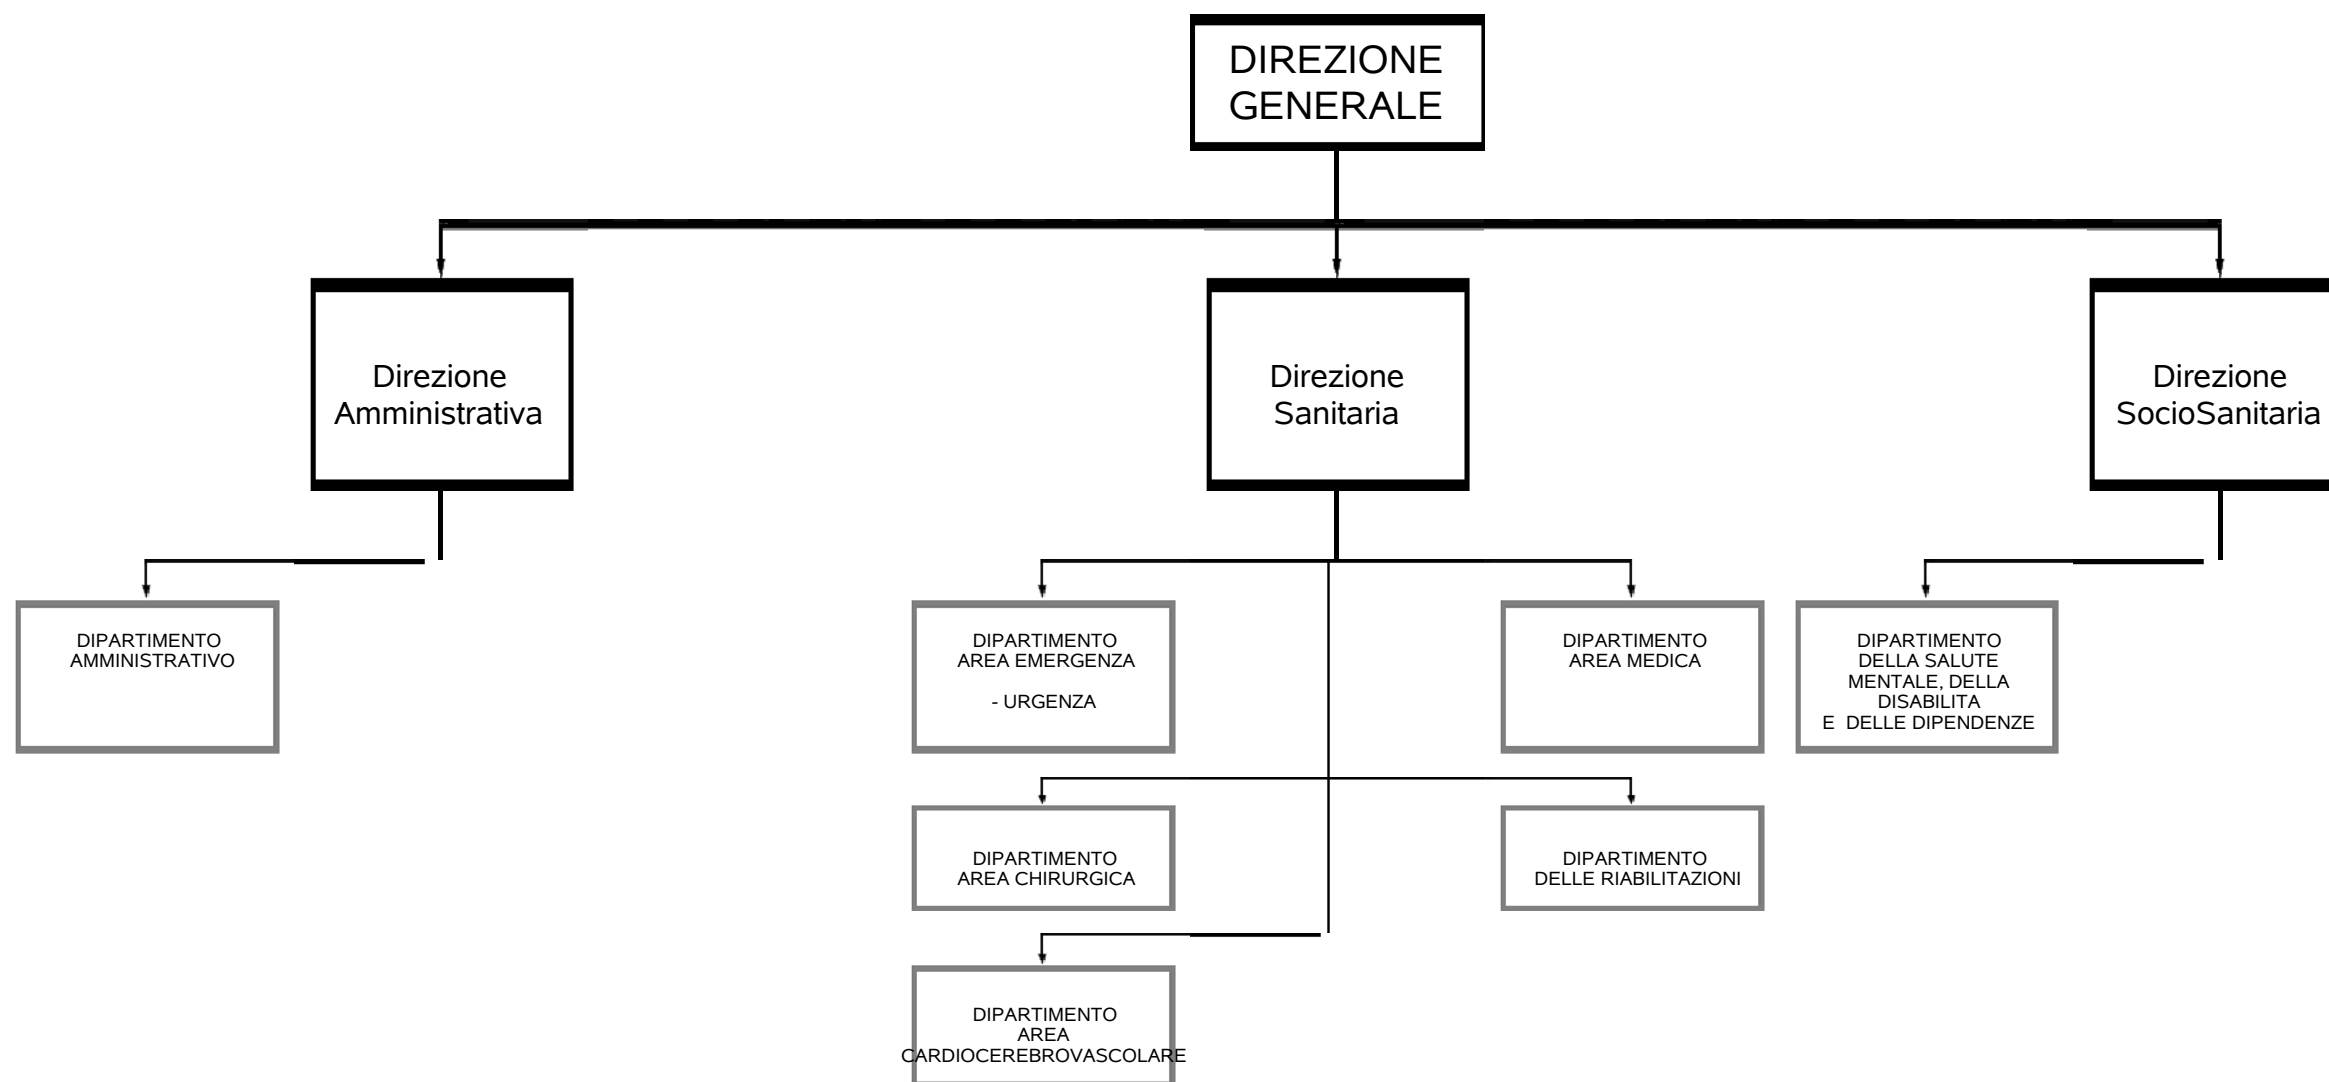 DIREZIONE
GENERALE
Direzione
Amministrativa
Direzione
Sanitaria
Direzione
SocioSanitaria
DIPARTIMENTO
AMMINISTRATIVO
DIPARTIMENTO
AREA EMERGENZA
- URGENZA
DIPARTIMENTO
AREA MEDICA
DIPARTIMENTO
DELLA SALUTE
MENTALE, DELLA
DISABILITA
E DELLE DIPENDENZE
DIPARTIMENTO
AREA CHIRURGICA
DIPARTIMENTO
DELLE RIABILITAZIONI
DIPARTIMENTO
AREA
CARDIOCEREBROVASCOLARE